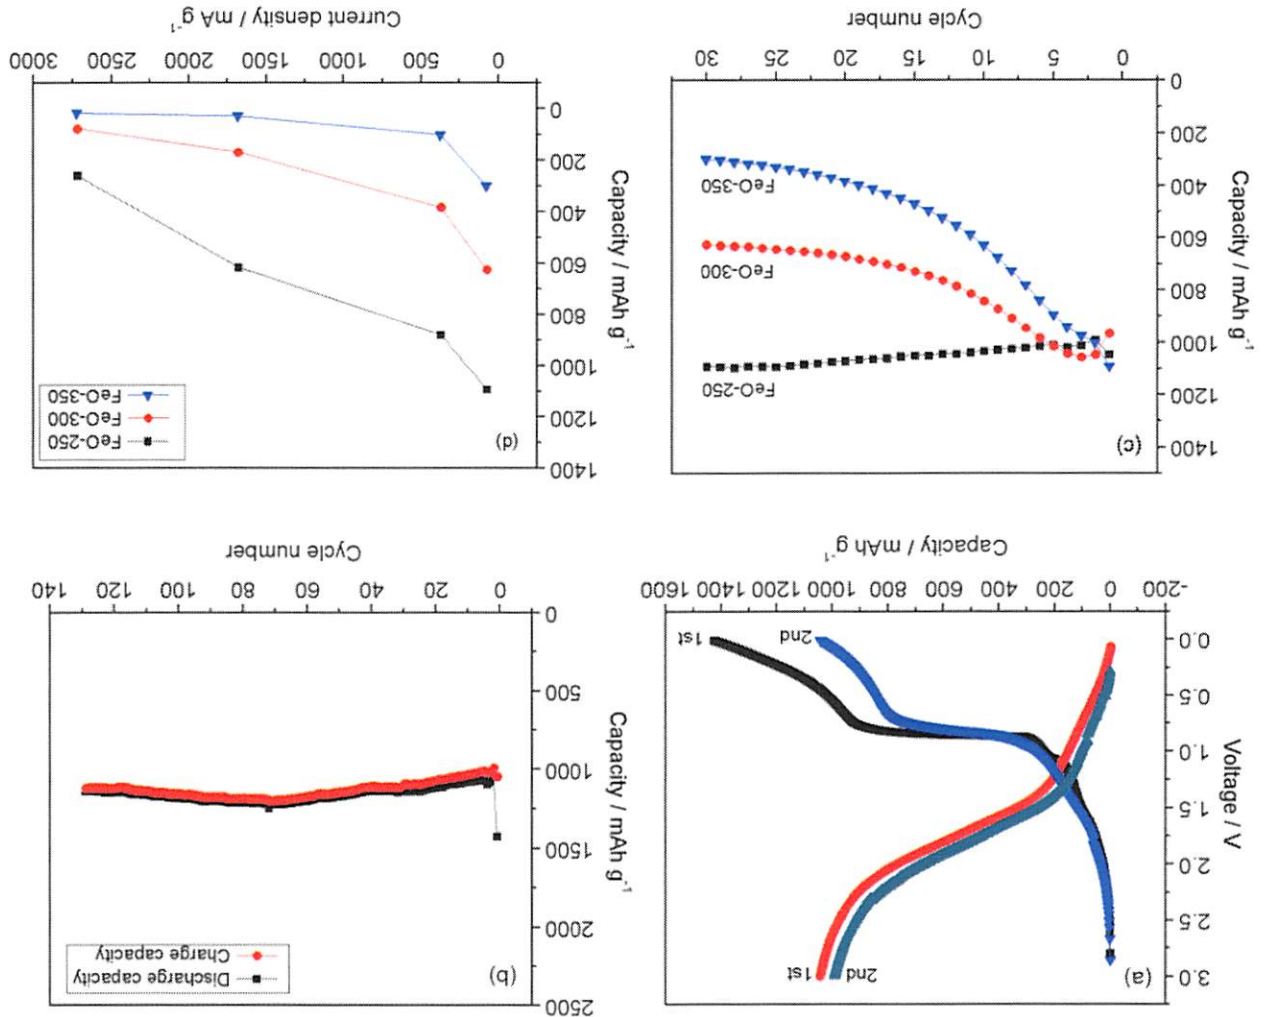 (a)
Voltage / V
3.0
2.5
2.0
1.5
1.0
0.5
0.0
1st
2nd
2nd
1st
-200 0 200 400 600 800 1000 1200 1400 1600
Capacity / mAh g⁻¹
(b)
Discharge capacity
Charge capacity
Capacity / mAh g⁻¹
2500
2000
1500
1000
500
0
0 20 40 60 80 100 120 140
Cycle number
(c)
Capacity / mAh g⁻¹
1400
1200
1000
800
600
400
200
0
FeO-250
FeO-300
FeO-350
0 5 10 15 20 25 30
Cycle number
(d)
FeO-250
FeO-300
FeO-350
Capacity / mAh g⁻¹
1400
1200
1000
800
600
400
200
0
0 500 1000 1500 2000 2500 3000
Current density / mA g⁻¹